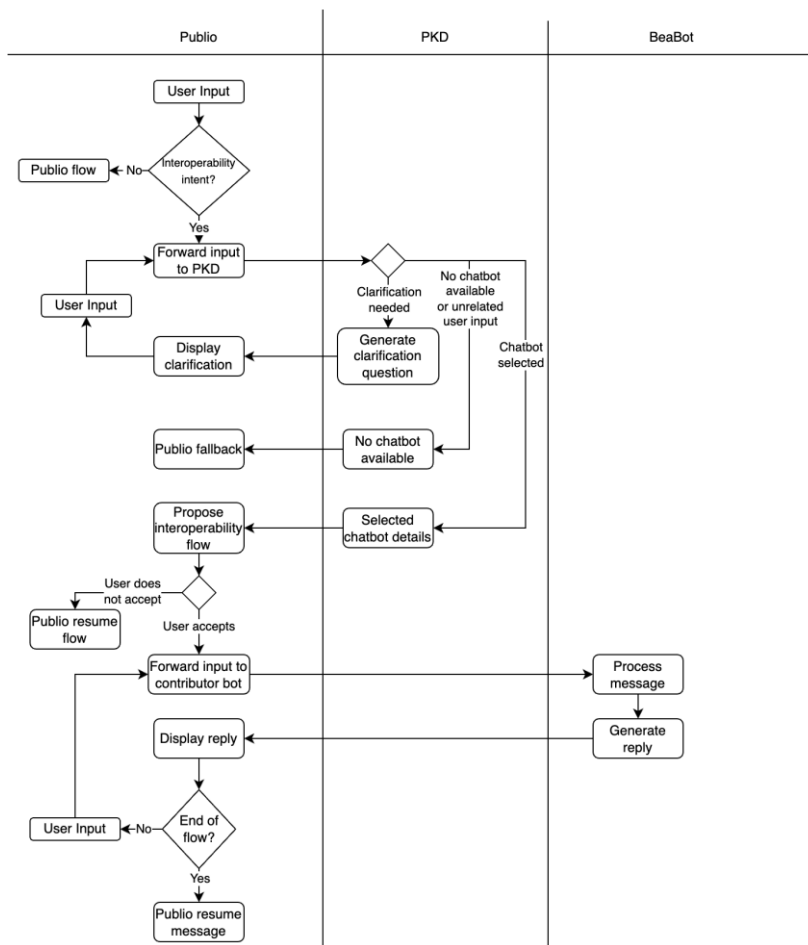 Publio
PKD
BeaBot
User Input
Interoperability
intent?
No
Publio flow
Yes
Forward input
to PKD
No chatbot
available
or unrelated
user input
Clarification
needed
User Input
Chatbot
selected
Display
clarification
Generate
clarification
question
Publio fallback
No chatbot
available
Propose
interoperability
flow
Selected
chatbot details
User does
not accept
Publio resume
flow
User accepts
Forward input to
contributor bot
Process
message
Display reply
Generate
reply
User Input
No
End of
flow?
Yes
Publio resume
message